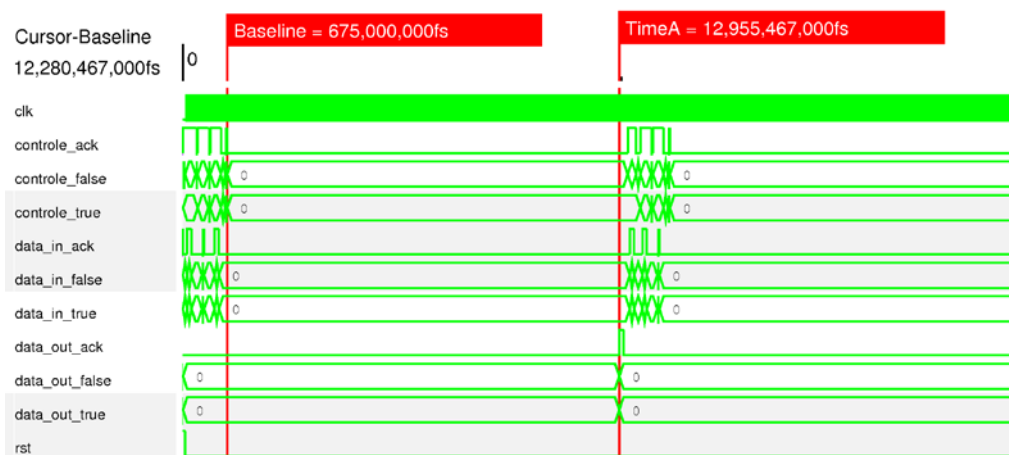 Cursor-Baseline
12,280,467,000fs
0
Baseline = 675,000,000fs
TimeA = 12,955,467,000fs
clk
controle_ack
controle_false 0 0
controle_true 0 0
data_in_ack
data_in_false 0 0
data_in_true 0 0
data_out_ack
data_out_false 0 0
data_out_true 0 0
rst